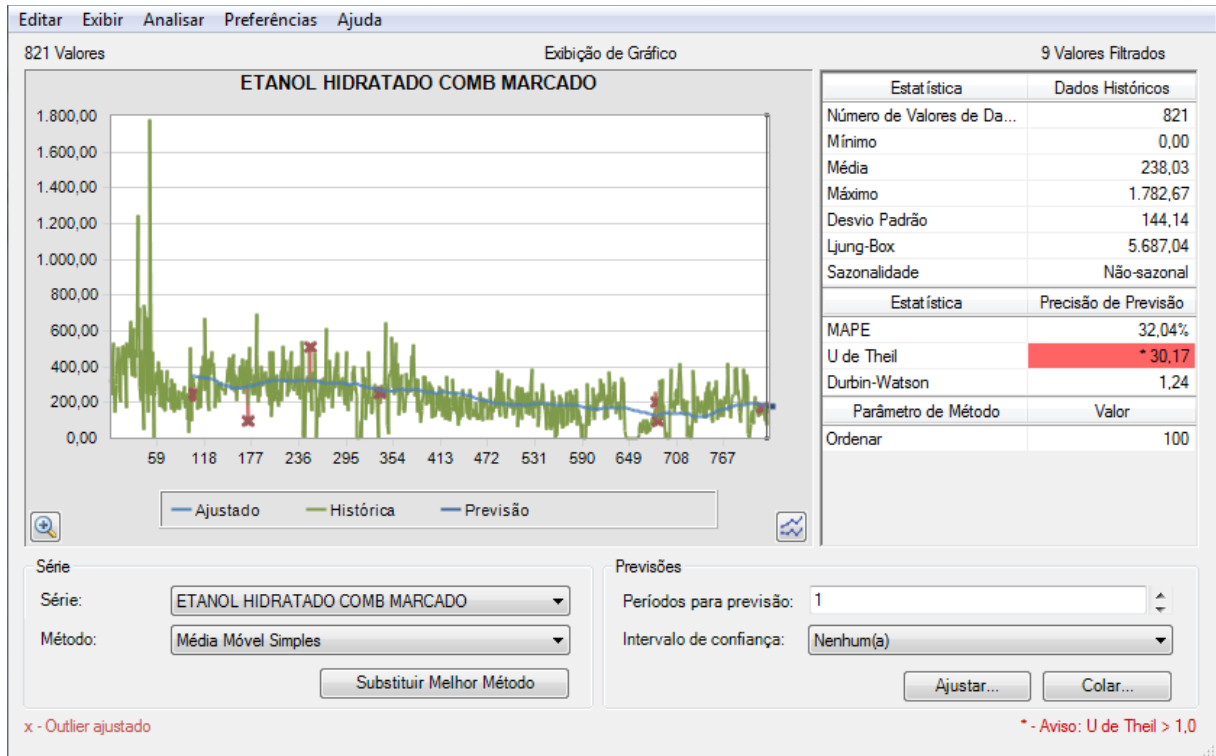 Editar Exibir Analisar Preferências Ajuda
821 Valores Exibição de Gráfico 9 Valores Filtrados
ETANOL HIDRATADO COMB MARCADO
1.800,00
1.600,00
1.400,00
1.200,00
1.000,00
800,00
600,00
400,00
200,00
0,00
59 118 177 236 295 354 413 472 531 590 649 708 767
Ajustado Histórica Previsão
Estatística Dados Históricos
Número de Valores de Da... 821
Mínimo 0,00
Média 238,03
Máximo 1.782,67
Desvio Padrão 144,14
Ljung-Box 5.687,04
Sazonalidade Não-sazonal
Estatística Precisão de Previsão
MAPE 32,04%
U de Theil * 30,17
Durbin-Watson 1,24
Parâmetro de Método Valor
Ordenar 100
Série
Série: ETANOL HIDRATADO COMB MARCADO
Método: Média Móvel Simples
Substituir Melhor Método
Previsões
Períodos para previsão: 1
Intervalo de confiança: Nenhum(a)
Ajustar... Colar...
x - Outlier ajustado
* - Aviso: U de Theil > 1,0